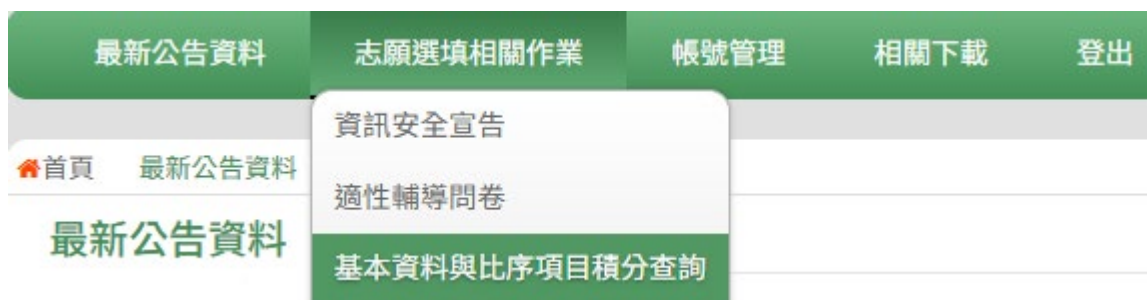 最新公告資料 志願選填相關作業 帳號管理 相關下載 登出
資訊安全宣告
首頁 最新公告資料
適性輔導問卷
最新公告資料
基本資料與比序項目積分查詢